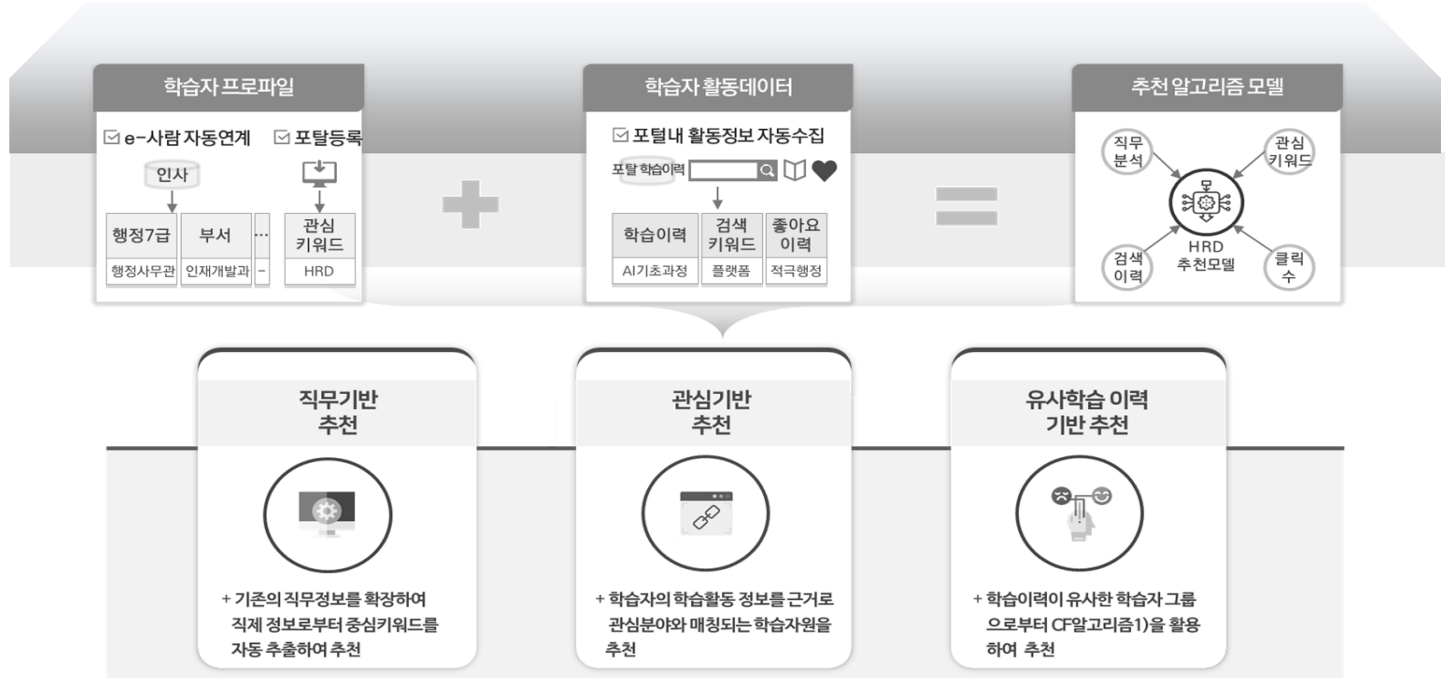 학습자 프로파일
e-사람 자동연계
포탈등록
인사
행정7급
부서
...
관심
키워드
행정사무관
인재개발과
-
HRD
학습자 활동데이터
포털내 활동정보 자동수집
포탈 학습이력
학습이력
검색
키워드
좋아요
이력
AI기초과정
플랫폼
적극행정
추천 알고리즘 모델
직무
분석
관심
키워드
HRD
추천모델
검색
이력
클릭
수
직무기반
추천
+ 기존의 직무정보를 확장하여
직제 정보로부터 중심키워드를
자동 추출하여 추천
관심기반
추천
+ 학습자의 학습활동 정보를 근거로
관심분야와 매칭되는 학습자원을
추천
유사학습 이력
기반 추천
+ 학습이력이 유사한 학습자 그룹
으로부터 CF알고리즘1)을 활용
하여 추천